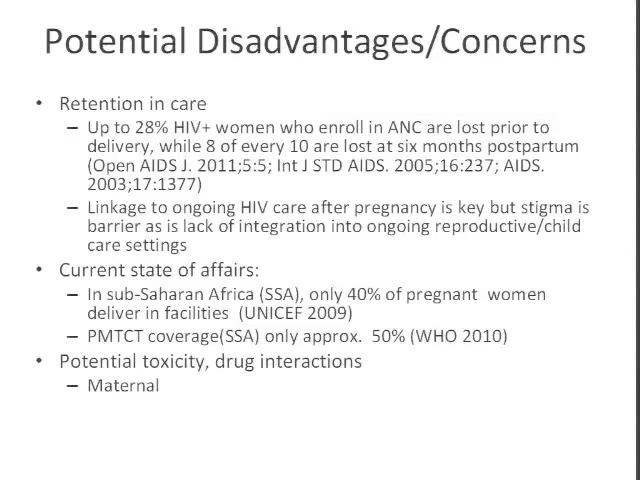 Potential Disadvantages/Concerns
• Retention in care
– Up to 28% HIV+ women who enroll in ANC are lost prior to
delivery, while 8 of every 10 are lost at six months postpartum
(Open AIDS J. 2011;5:5; Int J STD AIDS. 2005;16:237; AIDS.
2003;17:1377)
– Linkage to ongoing HIV care after pregnancy is key but stigma is
barrier as is lack of integration into ongoing reproductive/child
care settings
• Current state of affairs:
– In sub-Saharan Africa (SSA), only 40% of pregnant women
deliver in facilities (UNICEF 2009)
– PMTCT coverage(SSA) only approx. 50% (WHO 2010)
• Potential toxicity, drug interactions
– Maternal